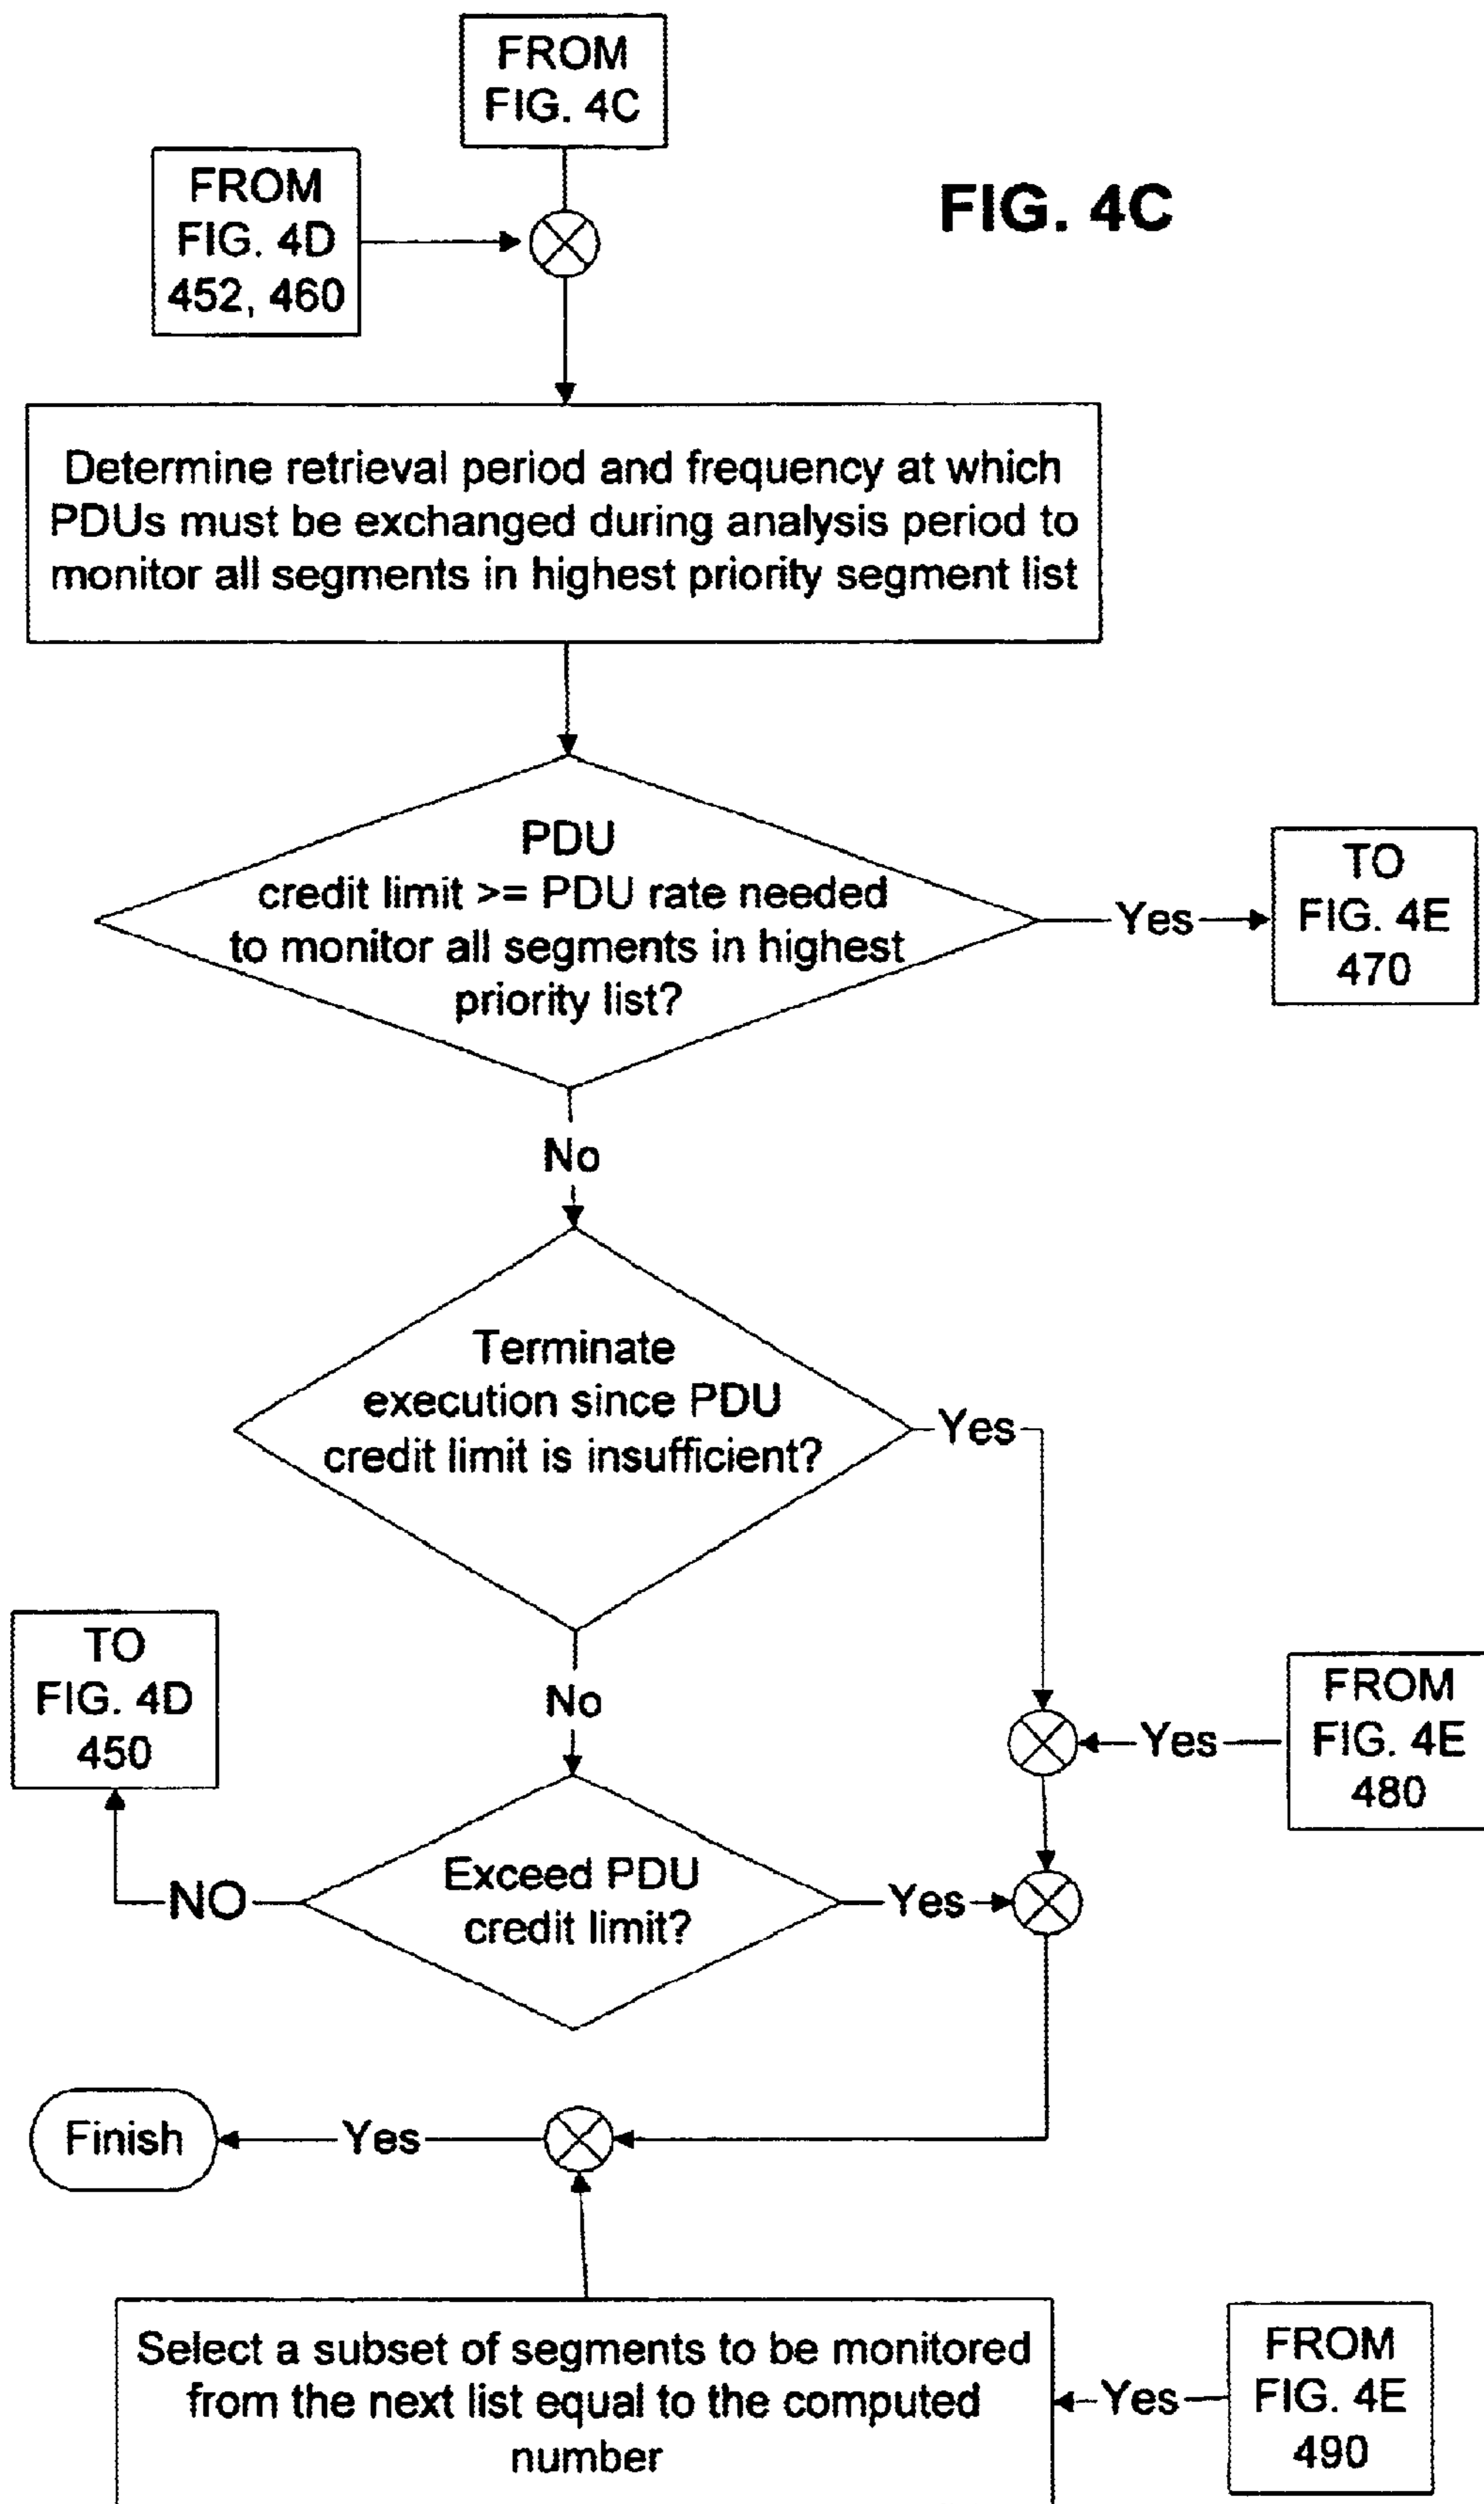 FROM
FIG. 4C
FROM
FIG. 4D
452, 460
FIG. 4C
Determine retrieval period and frequency at which
PDUs must be exchanged during analysis period to
monitor all segments in highest priority segment list
PDU
credit limit >= PDU rate needed
to monitor all segments in highest
priority list?
Yes
TO
FIG. 4E
470
No
Terminate
execution since PDU
credit limit is insufficient?
Yes
TO
FIG. 4D
450
No
Yes
FROM
FIG. 4E
480
NO
Exceed PDU
credit limit?
Yes
Finish
Yes
Select a subset of segments to be monitored
from the next list equal to the computed
number
Yes
FROM
FIG. 4E
490